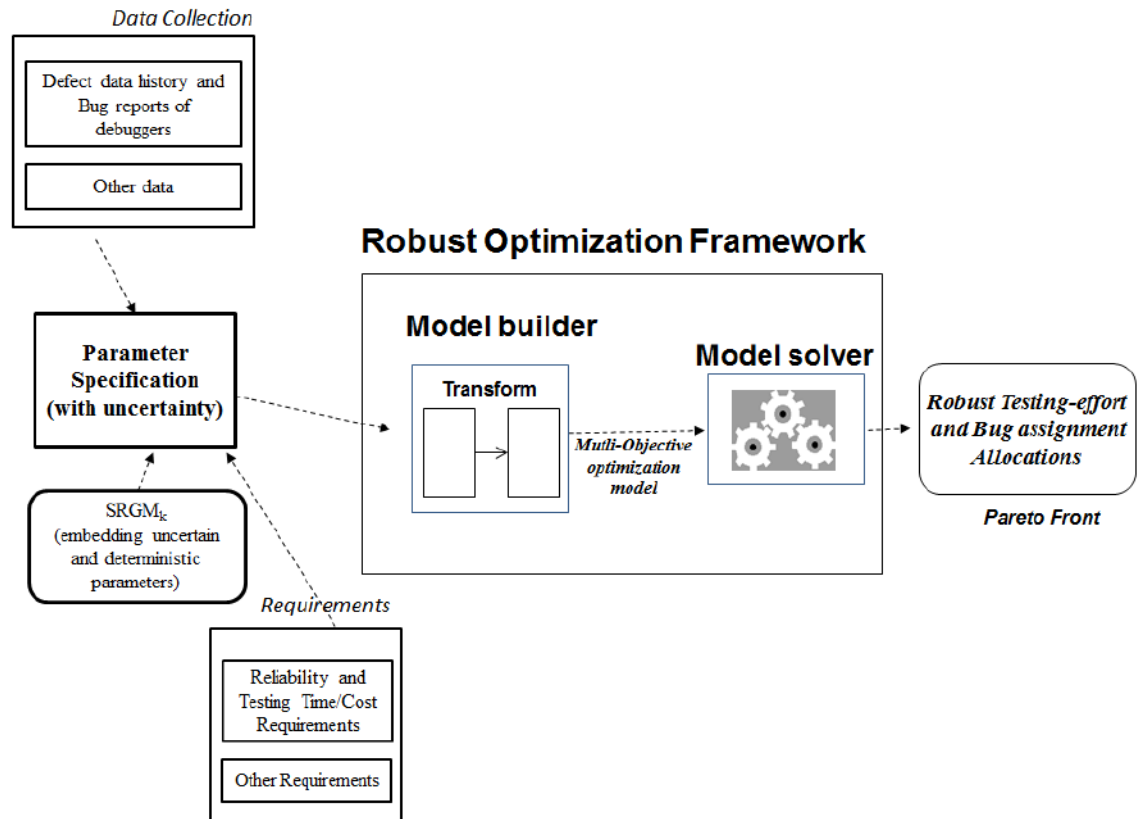 Data Collection
Defect data history and
Bug reports of
debuggers
Other data
Parameter
Specification
(with uncertainty)
SRGMk
(embedding uncertain
and deterministic
parameters)
Requirements
Reliability and
Testing Time/Cost
Requirements
Other Requirements
Robust Optimization Framework
Model builder
Transform
Mutli-Objective
optimization
model
Model solver
Robust Testing-effort
and Bug assignment
Allocations
Pareto Front